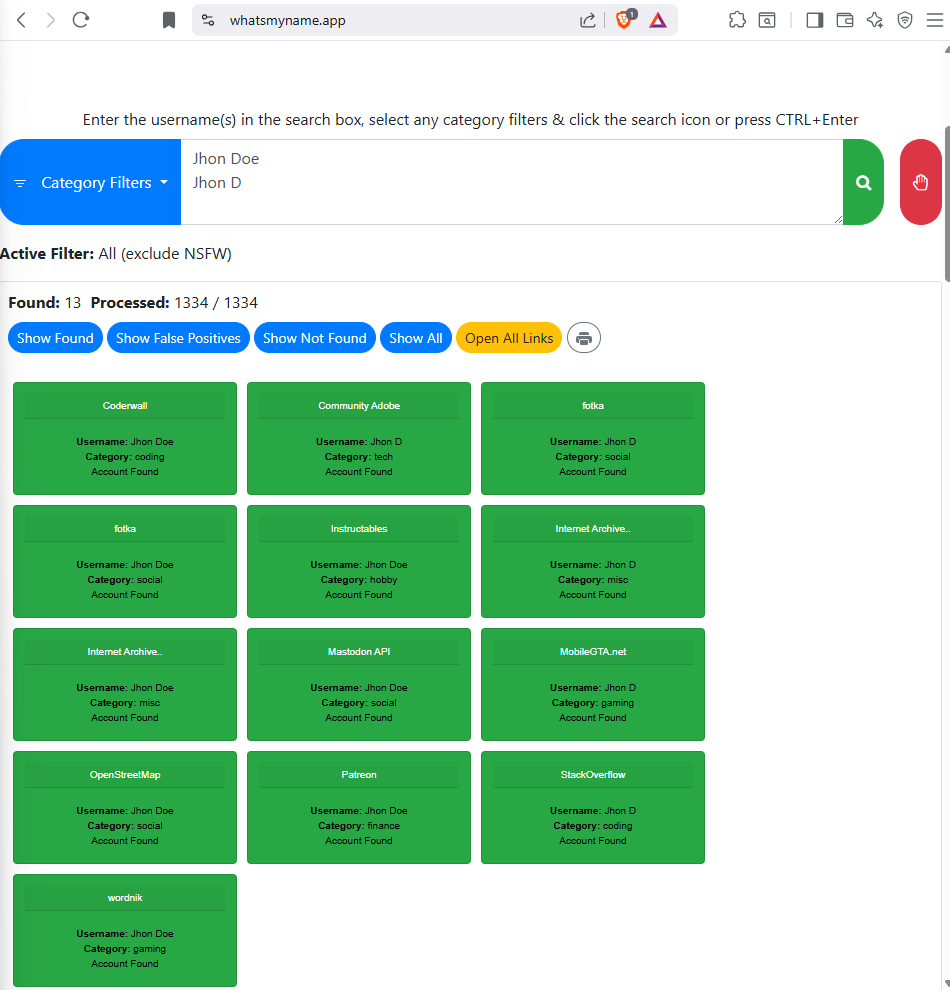 whatsmyname.app
1
Enter the username(s) in the search box, select any category filters & click the search icon or press CTRL+Enter
Category Filters
Jhon Doe
Jhon D
Active Filter: All (exclude NSFW)
Found: 13 Processed: 1334 / 1334
Show Found Show False Positives Show Not Found Show All Open All Links
Coderwall
Username: Jhon Doe
Category: coding
Account Found
Community Adobe
Username: Jhon D
Category: tech
Account Found
fotka
Username: Jhon D
Category: social
Account Found
fotka
Username: Jhon Doe
Category: social
Account Found
Instructables
Username: Jhon Doe
Category: hobby
Account Found
Internet Archive..
Username: Jhon D
Category: misc
Account Found
Internet Archive..
Username: Jhon Doe
Category: misc
Account Found
Mastodon API
Username: Jhon Doe
Category: social
Account Found
MobileGTA.net
Username: Jhon D
Category: gaming
Account Found
OpenStreetMap
Username: Jhon Doe
Category: social
Account Found
Patreon
Username: Jhon Doe
Category: finance
Account Found
StackOverflow
Username: Jhon D
Category: coding
Account Found
wordnik
Username: Jhon Doe
Category: gaming
Account Found